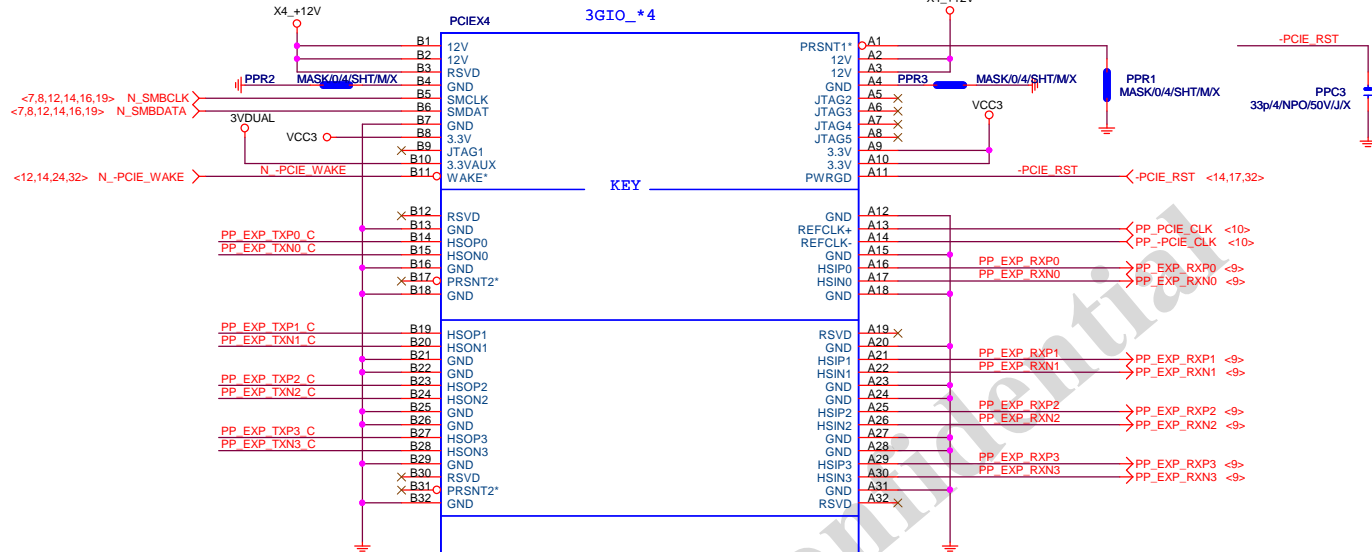 X4_+12V
3GIO_*4
X1_+12V
PCIEX4
-PCIE_RST
B1 12V PRSNT1* A1
B2 12V 12V A2
B3 RSVD 12V A3
PPR2 MASK/0/4/SHT/M/X B4 GND GND A4 PPR3 MASK/0/4/SHT/M/X PPR1
MASK/0/4/SHT/M/X
PPC3
33p/4/NPO/50V/J/X
<7,8,12,14,16,19> N_SMBCLK B5 SMCLK JTAG2 A5
<7,8,12,14,16,19> N_SMBDATA B6 SMDAT JTAG3 A6
VCC3
3VDUAL B7 GND JTAG4 A7
VCC3 B8 3.3V JTAG5 A8
B9 JTAG1 3.3V A9
B10 3.3VAUX 3.3V A10
<12,14,24,32> N_-PCIE_WAKE N_-PCIE_WAKE B11 WAKE* PWRGD A11 -PCIE_RST -PCIE_RST <14,17,32>
KEY
B12 RSVD GND A12
B13 GND REFCLK+ A13 PP_PCIE_CLK <10>
PP_EXP_TXP0_C B14 HSOP0 REFCLK- A14 PP_-PCIE_CLK <10>
PP_EXP_TXN0_C B15 HSON0 GND A15
B16 GND HSIP0 A16 PP_EXP_RXP0 PP_EXP_RXP0 <9>
B17 PRSNT2* HSIN0 A17 PP_EXP_RXN0 PP_EXP_RXN0 <9>
B18 GND GND A18
PP_EXP_TXP1_C B19 HSOP1 RSVD A19
PP_EXP_TXN1_C B20 HSON1 GND A20
B21 GND HSIP1 A21 PP_EXP_RXP1 PP_EXP_RXP1 <9>
B22 GND HSIN1 A22 PP_EXP_RXN1 PP_EXP_RXN1 <9>
PP_EXP_TXP2_C B23 HSOP2 GND A23
PP_EXP_TXN2_C B24 HSON2 GND A24
B25 GND HSIP2 A25 PP_EXP_RXP2 PP_EXP_RXP2 <9>
B26 GND HSIN2 A26 PP_EXP_RXN2 PP_EXP_RXN2 <9>
PP_EXP_TXP3_C B27 HSOP3 GND A27
PP_EXP_TXN3_C B28 HSON3 GND A28
B29 GND HSIP3 A29 PP_EXP_RXP3 PP_EXP_RXP3 <9>
B30 RSVD HSIN3 A30 PP_EXP_RXN3 PP_EXP_RXN3 <9>
B31 PRSNT2* GND A31
B32 GND RSVD A32